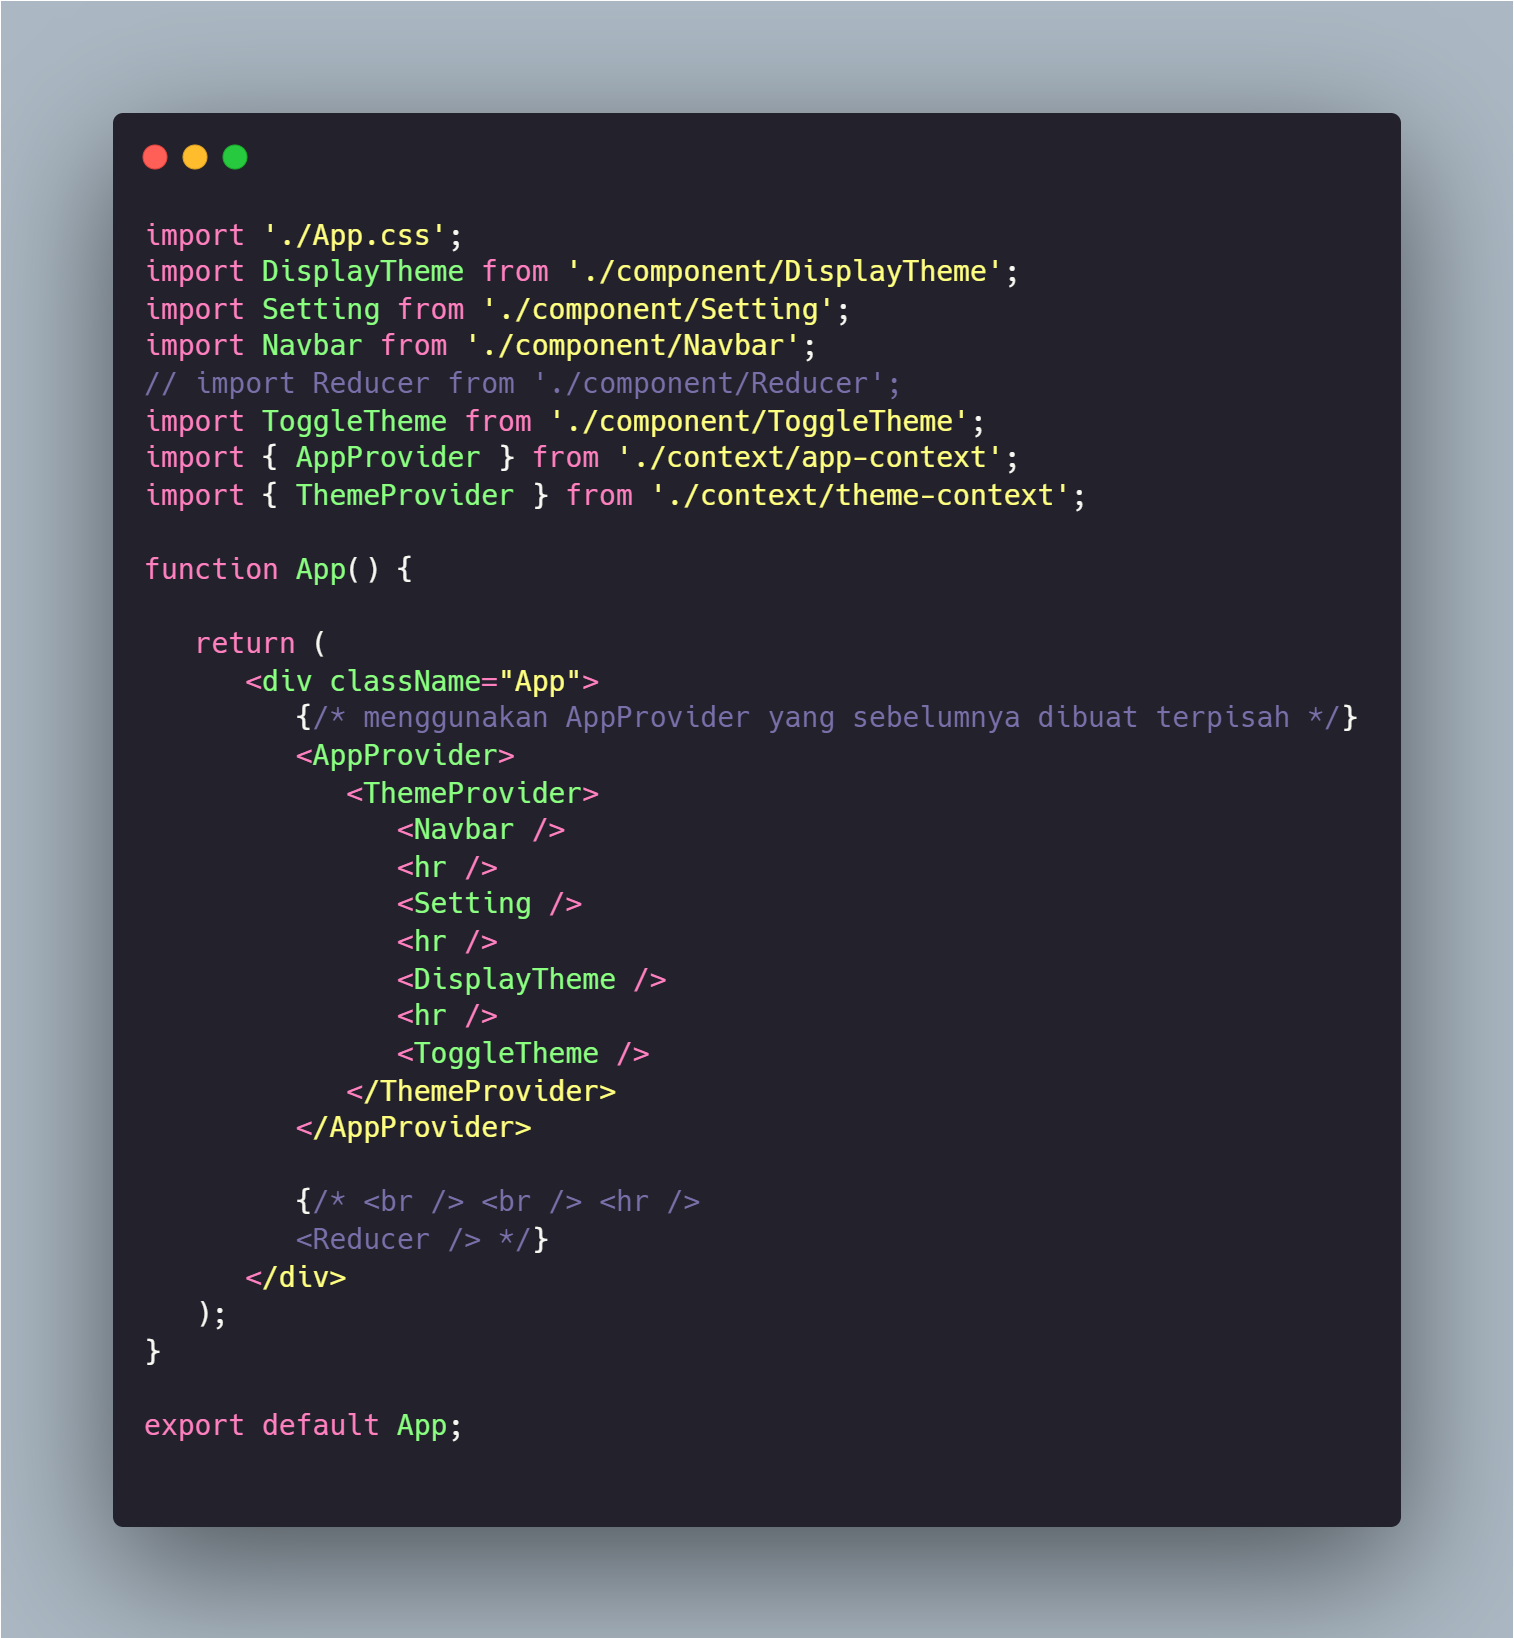 import './App.css';
import DisplayTheme from './component/DisplayTheme';
import Setting from './component/Setting';
import Navbar from './component/Navbar';
// import Reducer from './component/Reducer';
import ToggleTheme from './component/ToggleTheme';
import { AppProvider } from './context/app-context';
import { ThemeProvider } from './context/theme-context';

function App() {

   return (
      <div className="App">
         {/* menggunakan AppProvider yang sebelumnya dibuat terpisah */}
         <AppProvider>
            <ThemeProvider>
               <Navbar />
               <hr />
               <Setting />
               <hr />
               <DisplayTheme />
               <hr />
               <ToggleTheme />
            </ThemeProvider>
         </AppProvider>

         {/* <br /> <br /> <hr />
         <Reducer /> */}
      </div>
   );
}

export default App;